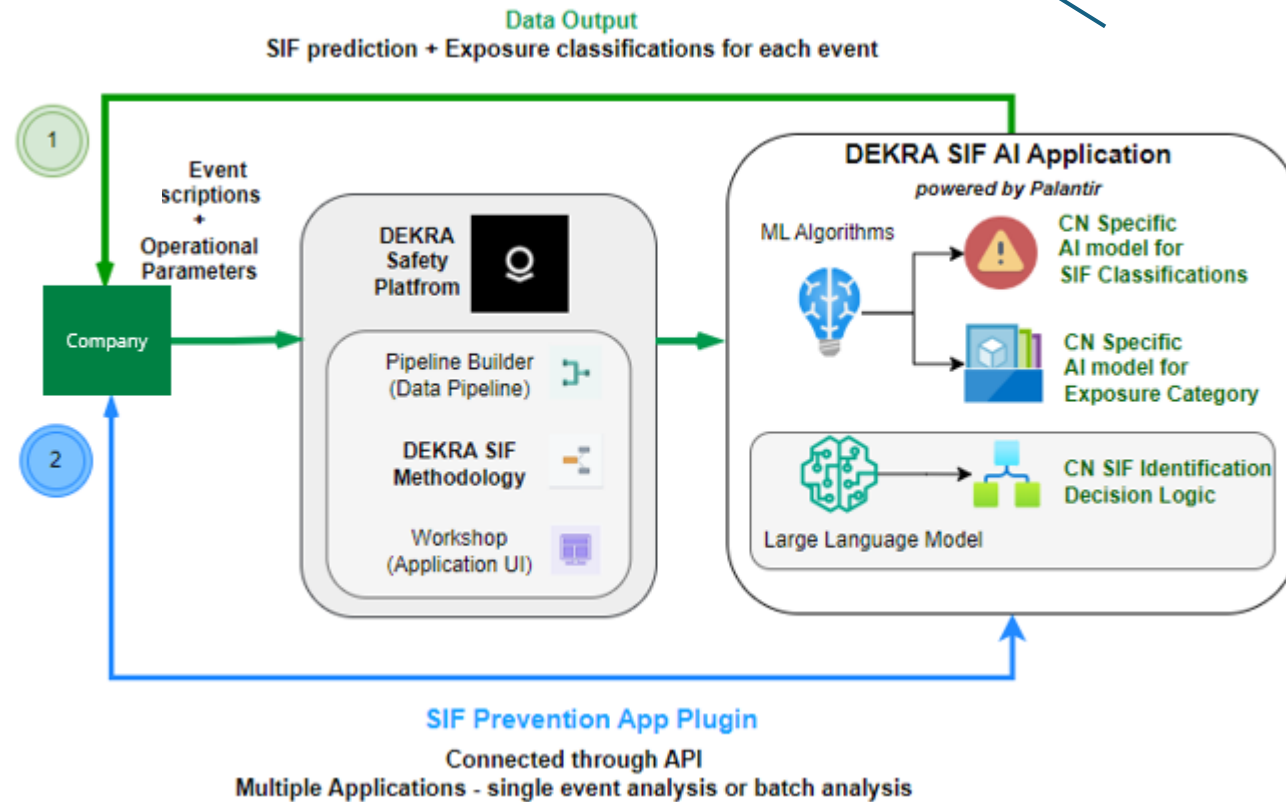 Data Output
SIF prediction + Exposure classifications for each event
1
Event
scriptions
+
Operational
Parameters
Company
2
DEKRA
Safety
Platfrom
Pipeline Builder
(Data Pipeline)
DEKRA SIF
Methodology
Workshop
(Application UI)
DEKRA SIF AI Application
powered by Palantir
ML Algorithms
CN Specific
AI model for
SIF Classifications
CN Specific
AI model for
Exposure Category
Large Language Model
CN SIF Identification
Decision Logic
SIF Prevention App Plugin
Connected through API
Multiple Applications - single event analysis or batch analysis